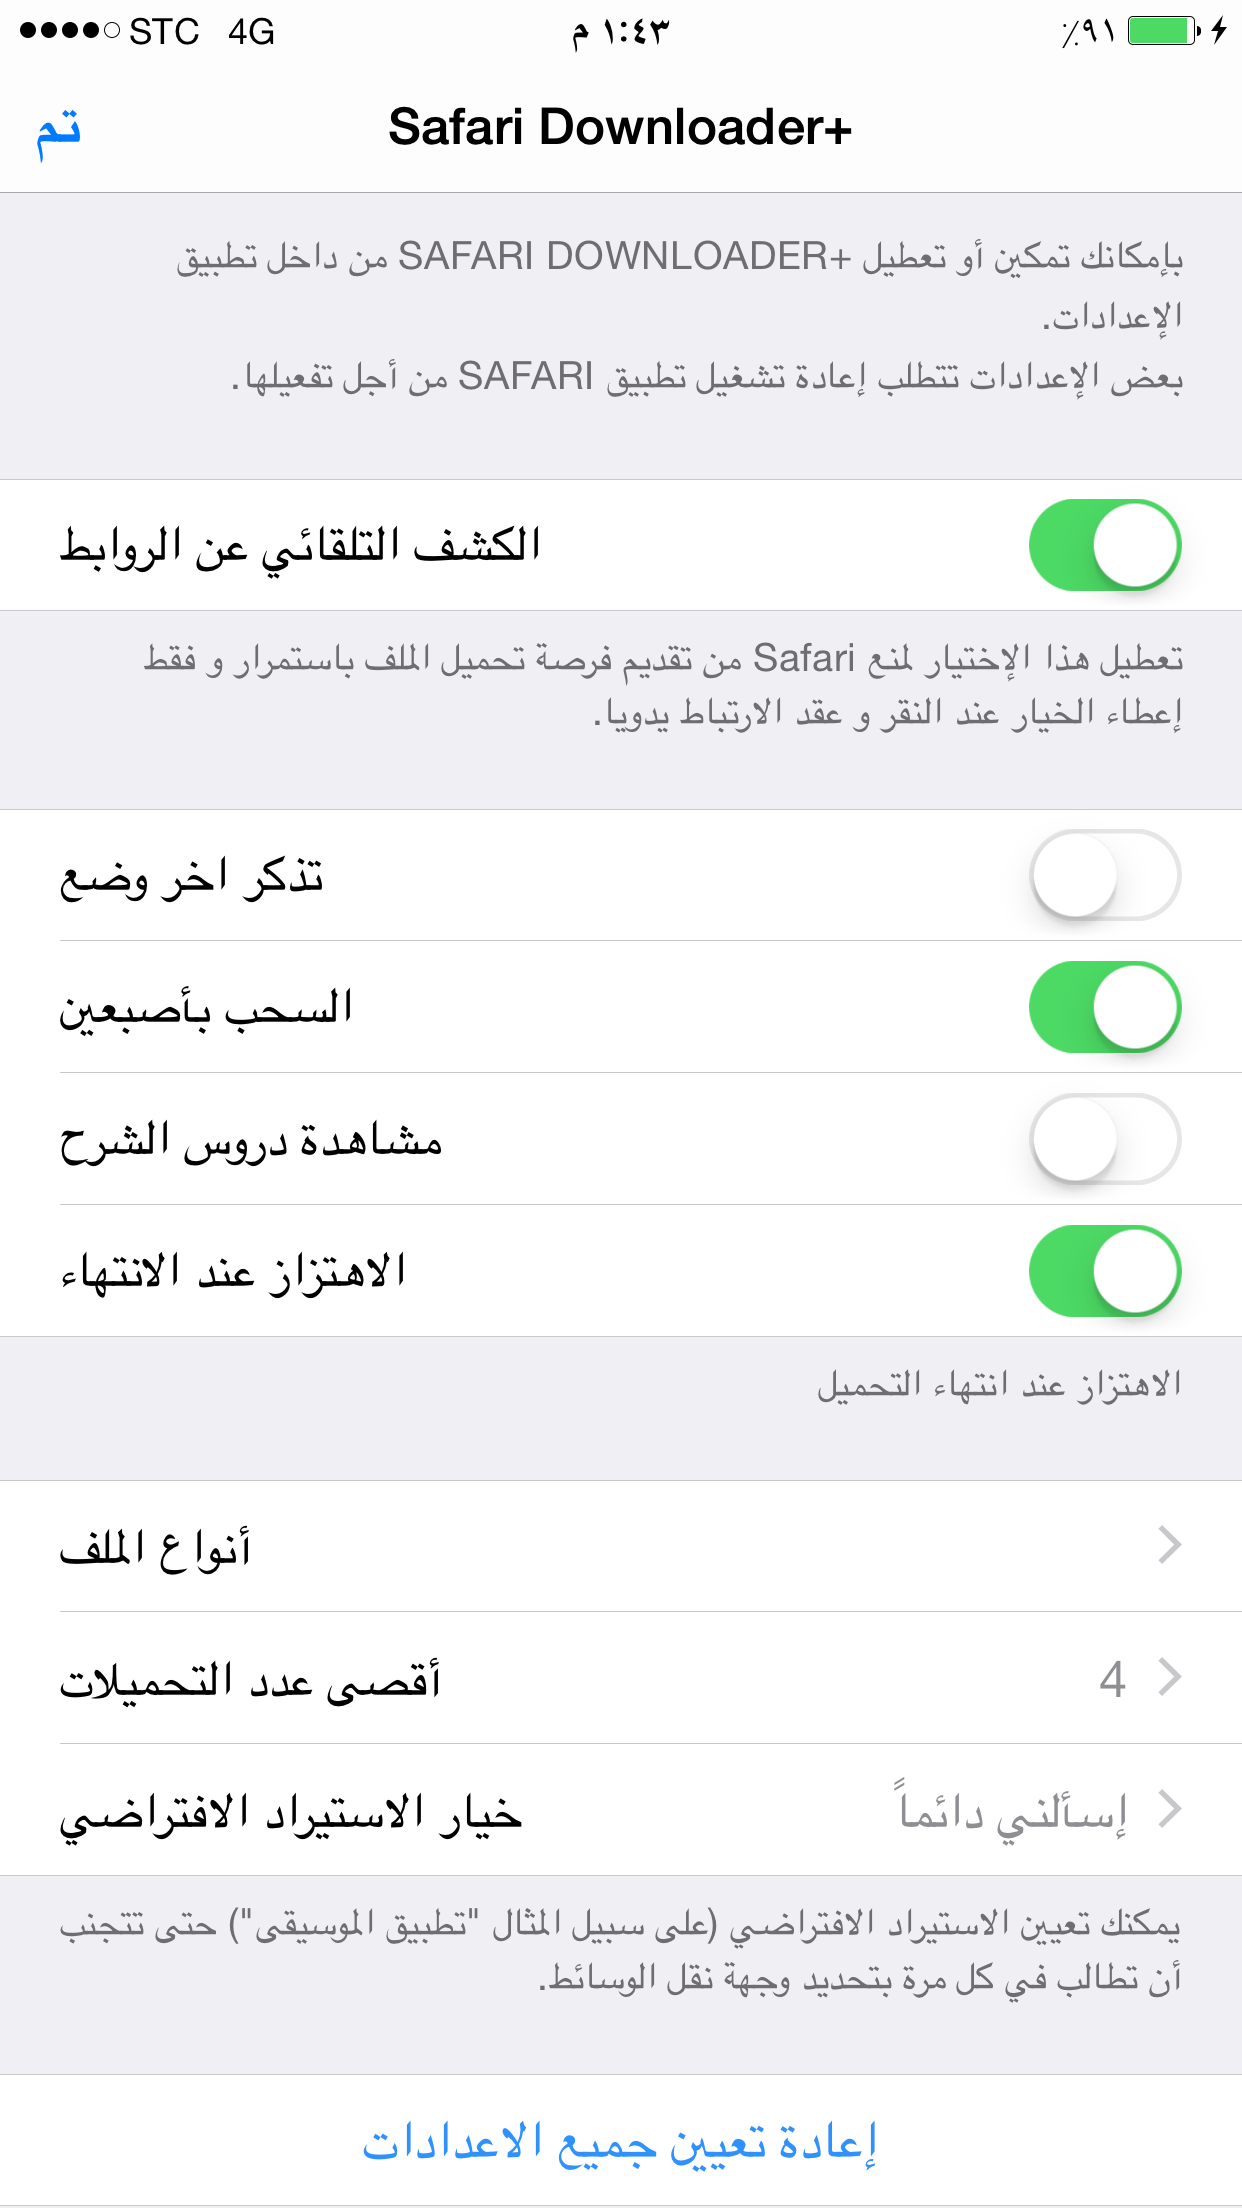 STC 4G ١:٤٣ م ٩١٪
تم Safari Downloader+
بإمكانك تمكين أو تعطيل SAFARI DOWNLOADER+ من داخل تطبيق
الإعدادات.
بعض الإعدادات تتطلب إعادة تشغيل تطبيق SAFARI من أجل تفعيلها.
الكشف التلقائي عن الروابط
تعطيل هذا الإختيار لمنع Safari من تقديم فرصة تحميل الملف باستمرار و فقط
إعطاء الخيار عند النقر و عقد الارتباط يدويا.
تذكر اخر وضع
السحب بأصبعين
مشاهدة دروس الشرح
الاهتزاز عند الانتهاء
الاهتزاز عند انتهاء التحميل
أنواع الملف
أقصى عدد التحميلات 4
خيار الاستيراد الافتراضي إسألني دائماً
يمكنك تعيين الاستيراد الافتراضي (على سبيل المثال "تطبيق الموسيقى") حتى تتجنب
أن تطالب في كل مرة بتحديد وجهة نقل الوسائط.
إعادة تعيين جميع الاعدادات